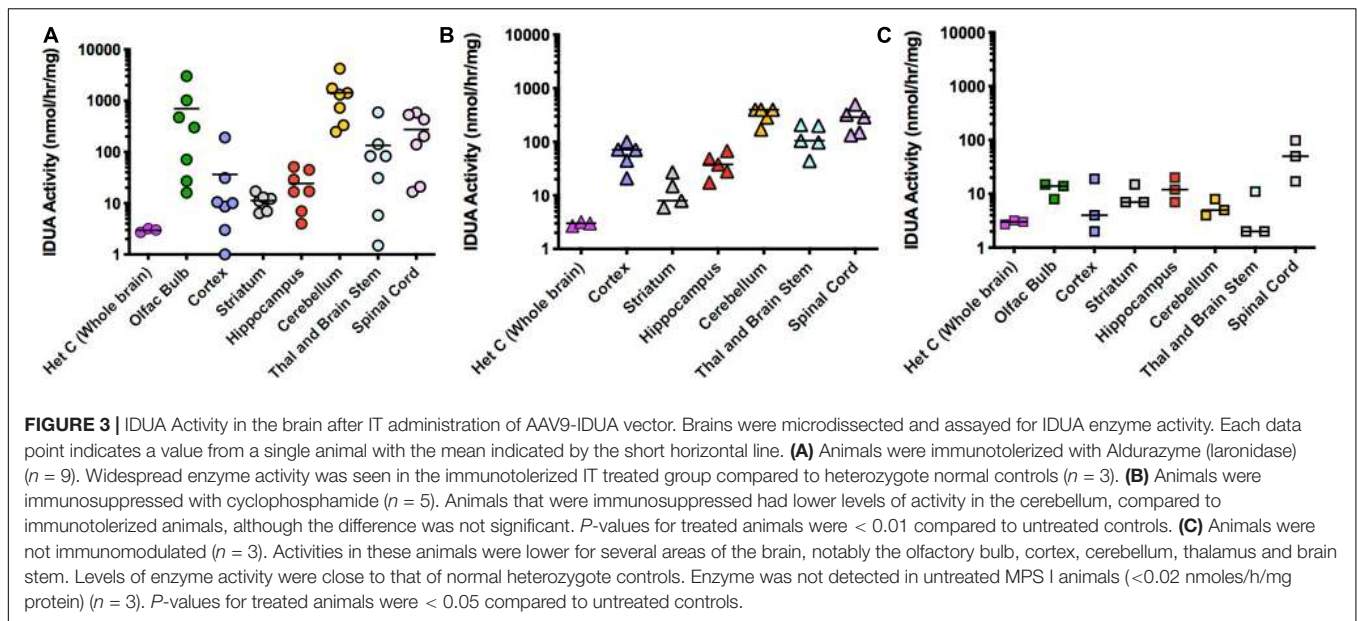 A
IDUA Activity (nmol/hr/mg)
10000
1000
100
10
1
Het C (Whole brain)
Olfac Bulb
Cortex
Striatum
Hippocampus
Cerebellum
Thal and Brain Stem
Spinal Cord
B
IDUA Activity (nmol/hr/mg)
10000
1000
100
10
1
Het C (Whole brain)
Cortex
Striatum
Hippocampus
Cerebellum
Thal and Brain Stem
Spinal Cord
C
IDUA Activity (nmol/hr/mg)
10000
1000
100
10
1
Het C (Whole brain)
Olfac Bulb
Cortex
Striatum
Hippocampus
Cerebellum
Thal and Brain Stem
Spinal Cord
FIGURE 3 | IDUA Activity in the brain after IT administration of AAV9-IDUA vector. Brains were microdissected and assayed for IDUA enzyme activity. Each data
point indicates a value from a single animal with the mean indicated by the short horizontal line. (A) Animals were immunotolerized with Aldurazyme (laronidase)
(n = 9). Widespread enzyme activity was seen in the immunotolerized IT treated group compared to heterozygote normal controls (n = 3). (B) Animals were
immunosuppressed with cyclophosphamide (n = 5). Animals that were immunosuppressed had lower levels of activity in the cerebellum, compared to
immunotolerized animals, although the difference was not significant. P-values for treated animals were < 0.01 compared to untreated controls. (C) Animals were
not immunomodulated (n = 3). Activities in these animals were lower for several areas of the brain, notably the olfactory bulb, cortex, cerebellum, thalamus and brain
stem. Levels of enzyme activity were close to that of normal heterozygote controls. Enzyme was not detected in untreated MPS I animals (<0.02 nmoles/h/mg
protein) (n = 3). P-values for treated animals were < 0.05 compared to untreated controls.